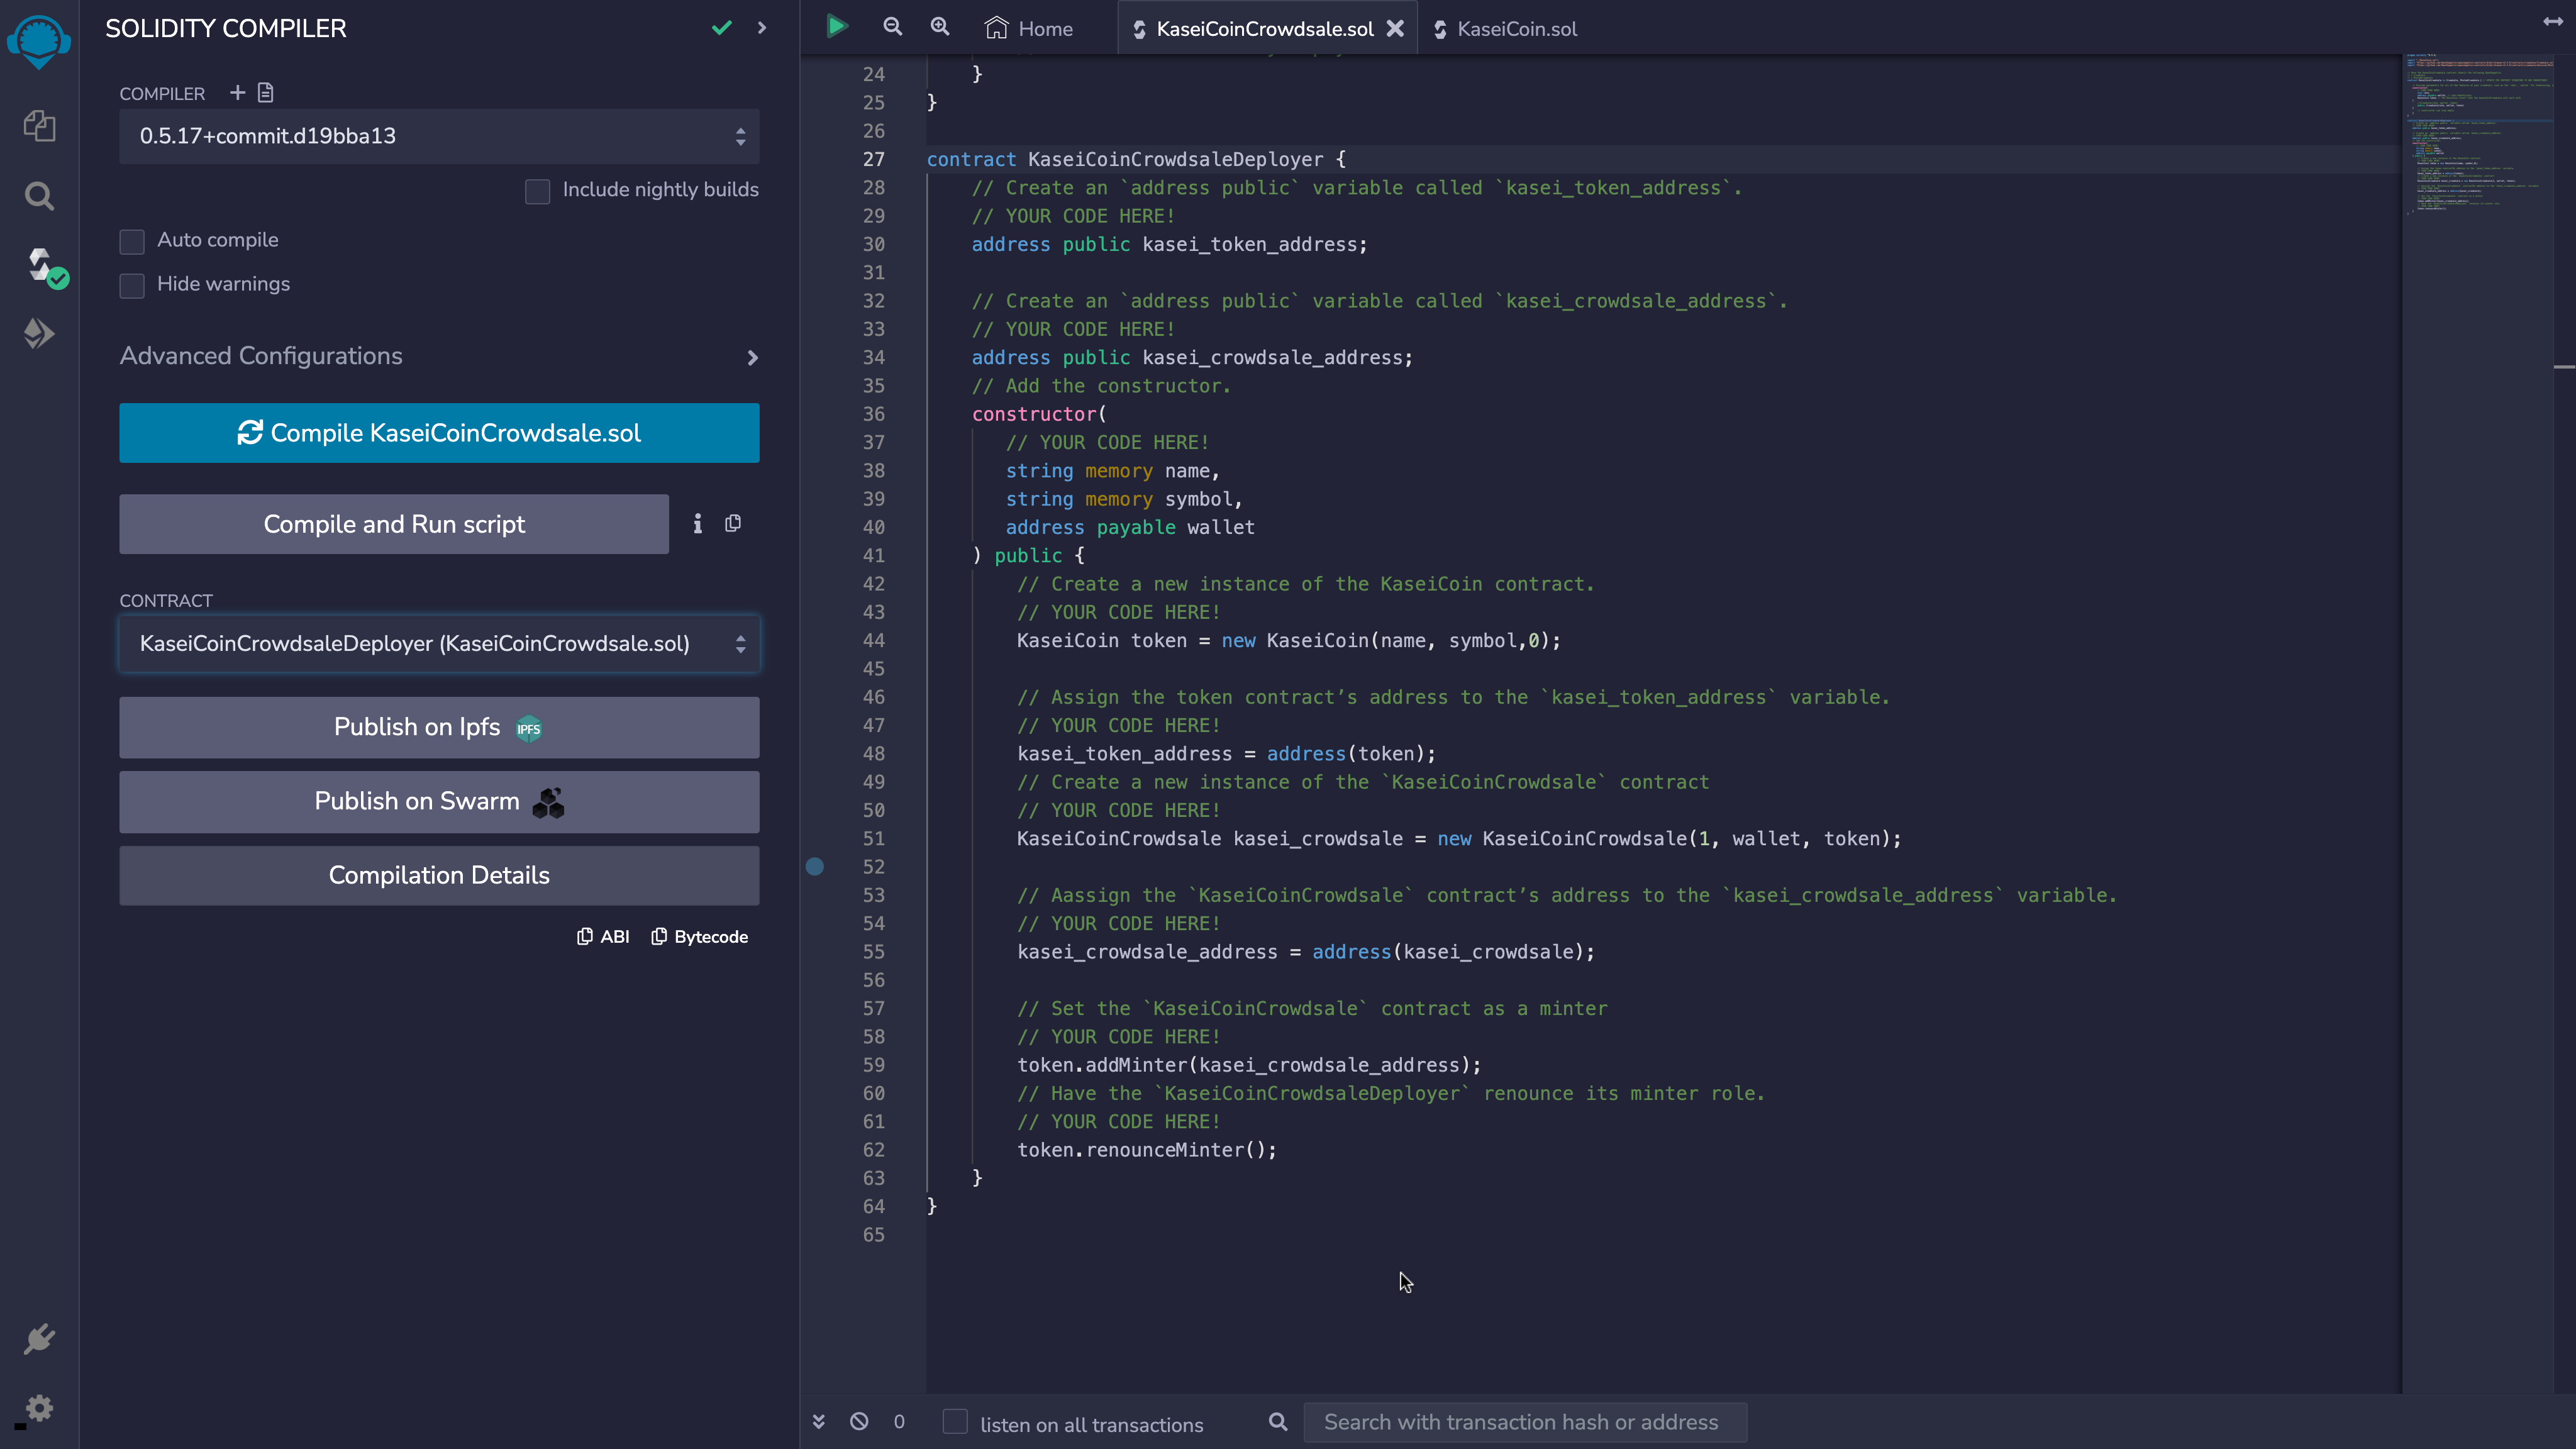 SOLIDITY COMPILER
COMPILER
0.5.17+commit.d19bba13
Include nightly builds
Auto compile
Hide warnings
Advanced Configurations
Compile KaseiCoinCrowdsale.sol
Compile and Run script
CONTRACT
KaseiCoinCrowdsaleDeployer (KaseiCoinCrowdsale.sol)
Publish on Ipfs IPFS
Publish on Swarm
Compilation Details
ABI Bytecode
Home KaseiCoinCrowdsale.sol KaseiCoin.sol
24 }
25 }
26
27 contract KaseiCoinCrowdsaleDeployer {
28 // Create an `address public` variable called `kasei_token_address`.
29 // YOUR CODE HERE!
30 address public kasei_token_address;
31
32 // Create an `address public` variable called `kasei_crowdsale_address`.
33 // YOUR CODE HERE!
34 address public kasei_crowdsale_address;
35 // Add the constructor.
36 constructor(
37 // YOUR CODE HERE!
38 string memory name,
39 string memory symbol,
40 address payable wallet
41 ) public {
42 // Create a new instance of the KaseiCoin contract.
43 // YOUR CODE HERE!
44 KaseiCoin token = new KaseiCoin(name, symbol,0);
45
46 // Assign the token contract’s address to the `kasei_token_address` variable.
47 // YOUR CODE HERE!
48 kasei_token_address = address(token);
49 // Create a new instance of the `KaseiCoinCrowdsale` contract
50 // YOUR CODE HERE!
51 KaseiCoinCrowdsale kasei_crowdsale = new KaseiCoinCrowdsale(1, wallet, token);
52
53 // Aassign the `KaseiCoinCrowdsale` contract’s address to the `kasei_crowdsale_address` variable.
54 // YOUR CODE HERE!
55 kasei_crowdsale_address = address(kasei_crowdsale);
56
57 // Set the `KaseiCoinCrowdsale` contract as a minter
58 // YOUR CODE HERE!
59 token.addMinter(kasei_crowdsale_address);
60 // Have the `KaseiCoinCrowdsaleDeployer` renounce its minter role.
61 // YOUR CODE HERE!
62 token.renounceMinter();
63 }
64 }
65
0 listen on all transactions Search with transaction hash or address